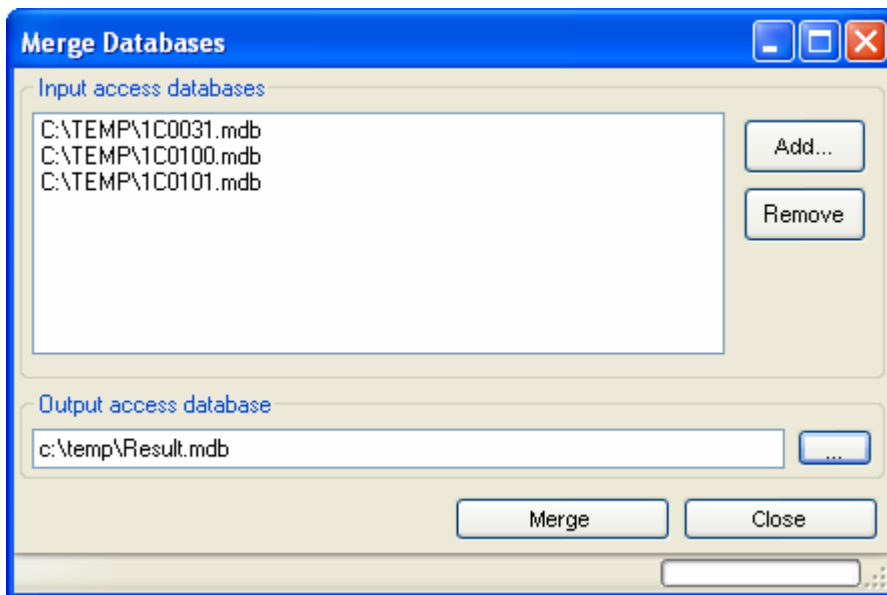 Merge Databases
Input access databases
C:\TEMP\1C0031.mdb
C:\TEMP\1C0100.mdb
C:\TEMP\1C0101.mdb
Add...
Remove
Output access database
c:\temp\Result.mdb
...
Merge
Close